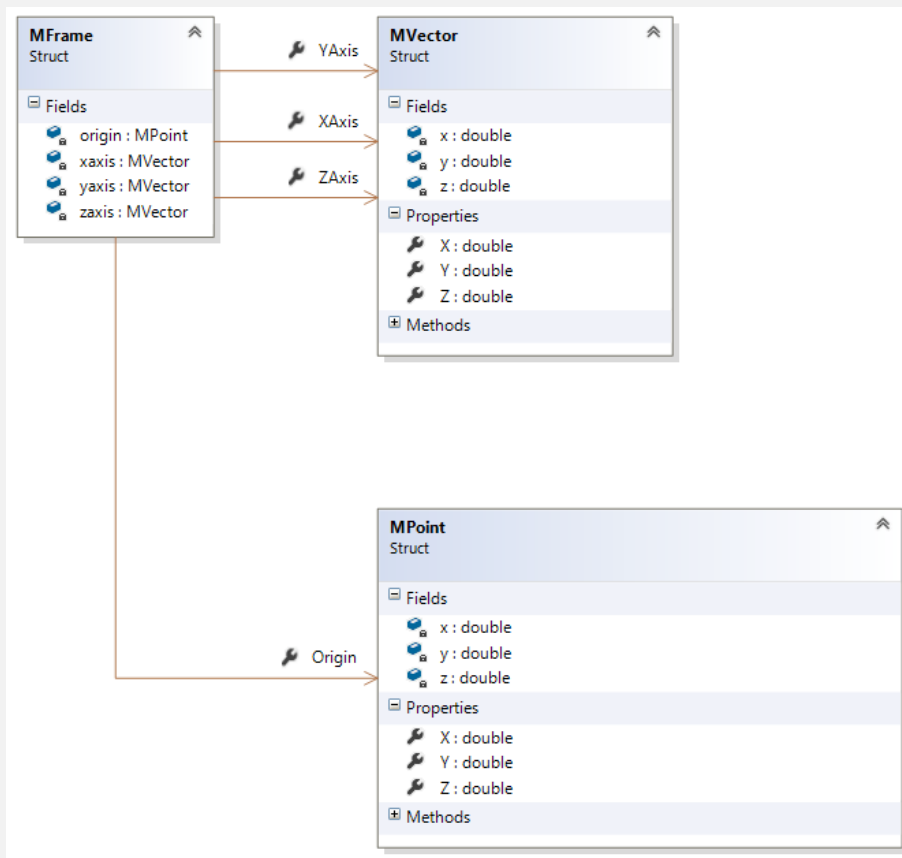 MFrame
Struct
Fields
origin : MPoint
xaxis : MVector
yaxis : MVector
zaxis : MVector
YAxis
XAxis
ZAxis
MVector
Struct
Fields
x : double
y : double
z : double
Properties
X : double
Y : double
Z : double
Methods
Origin
MPoint
Struct
Fields
x : double
y : double
z : double
Properties
X : double
Y : double
Z : double
Methods